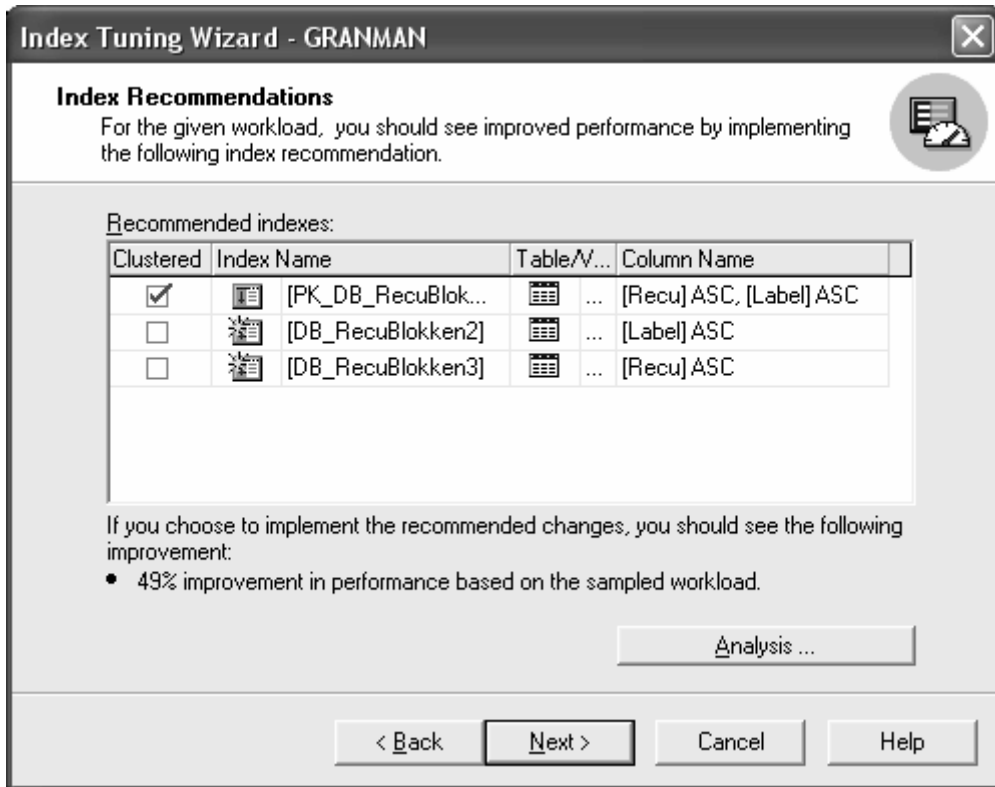 Index Tuning Wizard - GRANMAN
Index Recommendations
For the given workload, you should see improved performance by implementing
the following index recommendation.
Recommended indexes:
Clustered Index Name Table/V... Column Name
[PK_DB_RecuBlok... ... [Recu] ASC, [Label] ASC
[DB_RecuBlokken2] ... [Label] ASC
[DB_RecuBlokken3] ... [Recu] ASC
If you choose to implement the recommended changes, you should see the following
improvement:
• 49% improvement in performance based on the sampled workload.
Analysis ...
< Back Next > Cancel Help